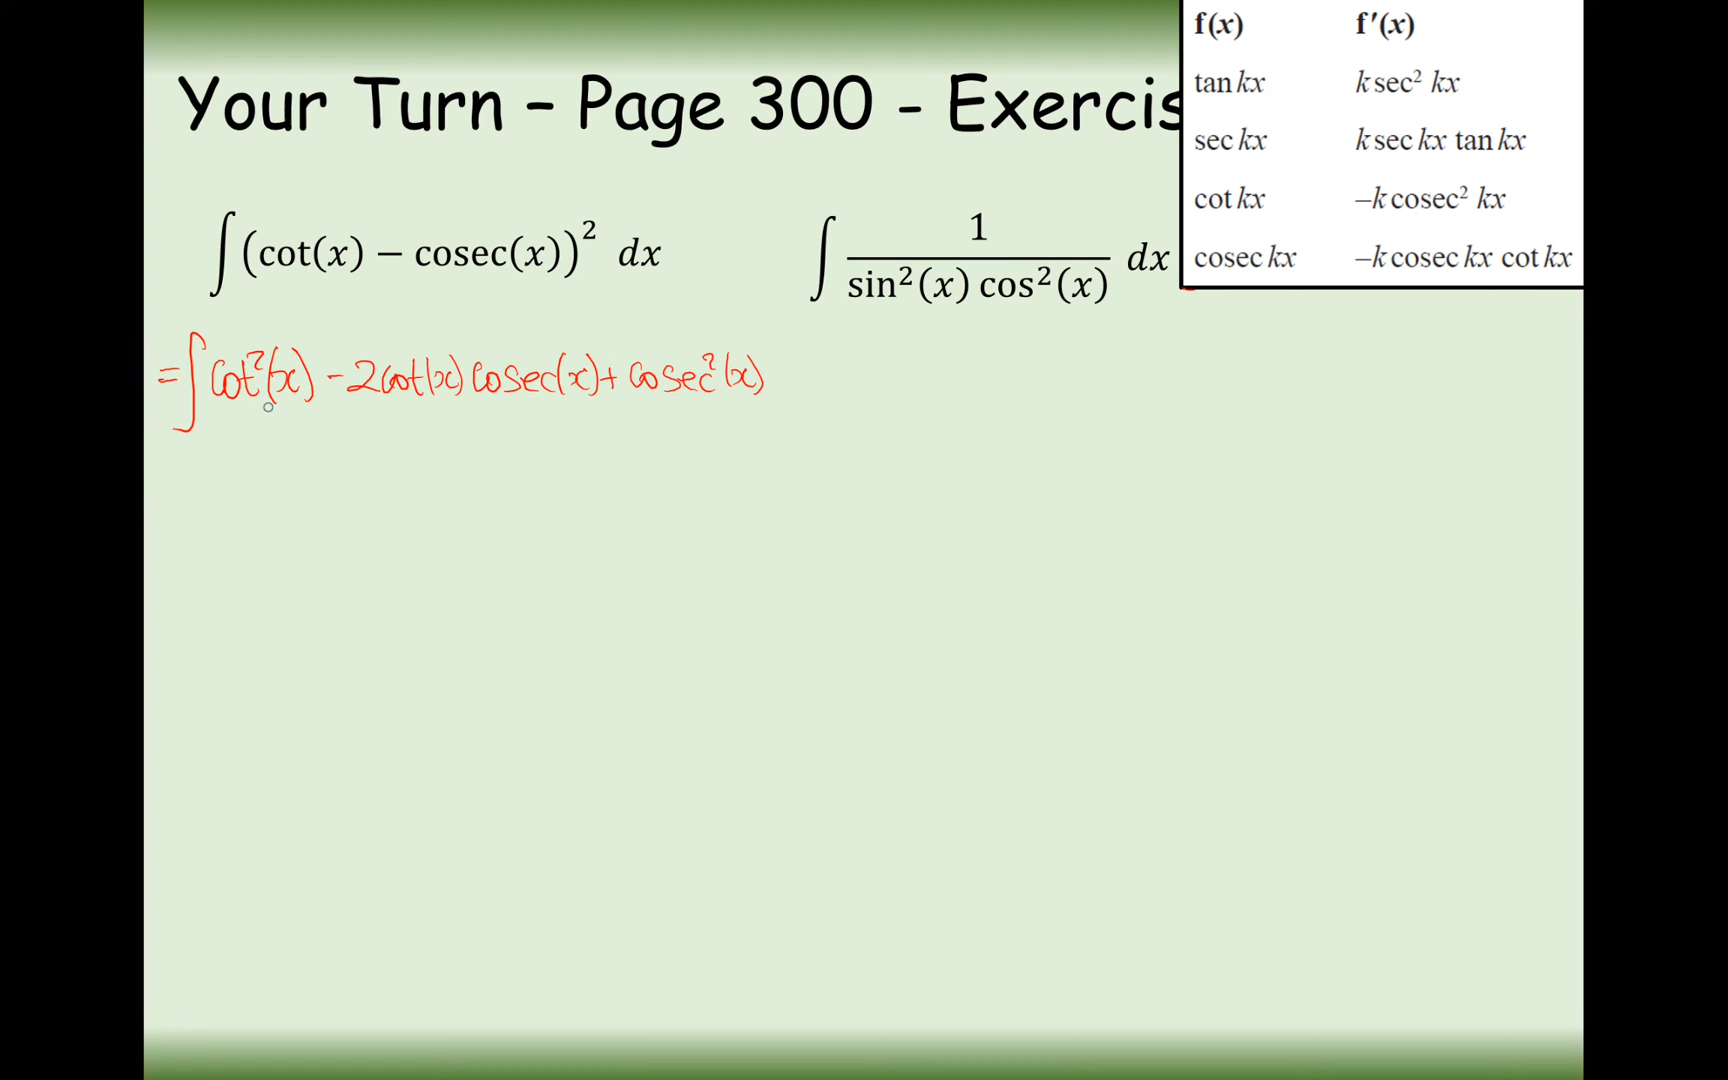 Your Turn – Page 300 - Exercis
f(x) f′(x)
tan kx k sec² kx
sec kx k sec kx tan kx
cot kx –k cosec² kx
cosec kx –k cosec kx cot kx
∫(cot(x) − cosec(x))² dx
∫ 1 / sin²(x) cos²(x) dx
=∫cot²(x) - 2cot(x) cosec(x) + cosec²(x)